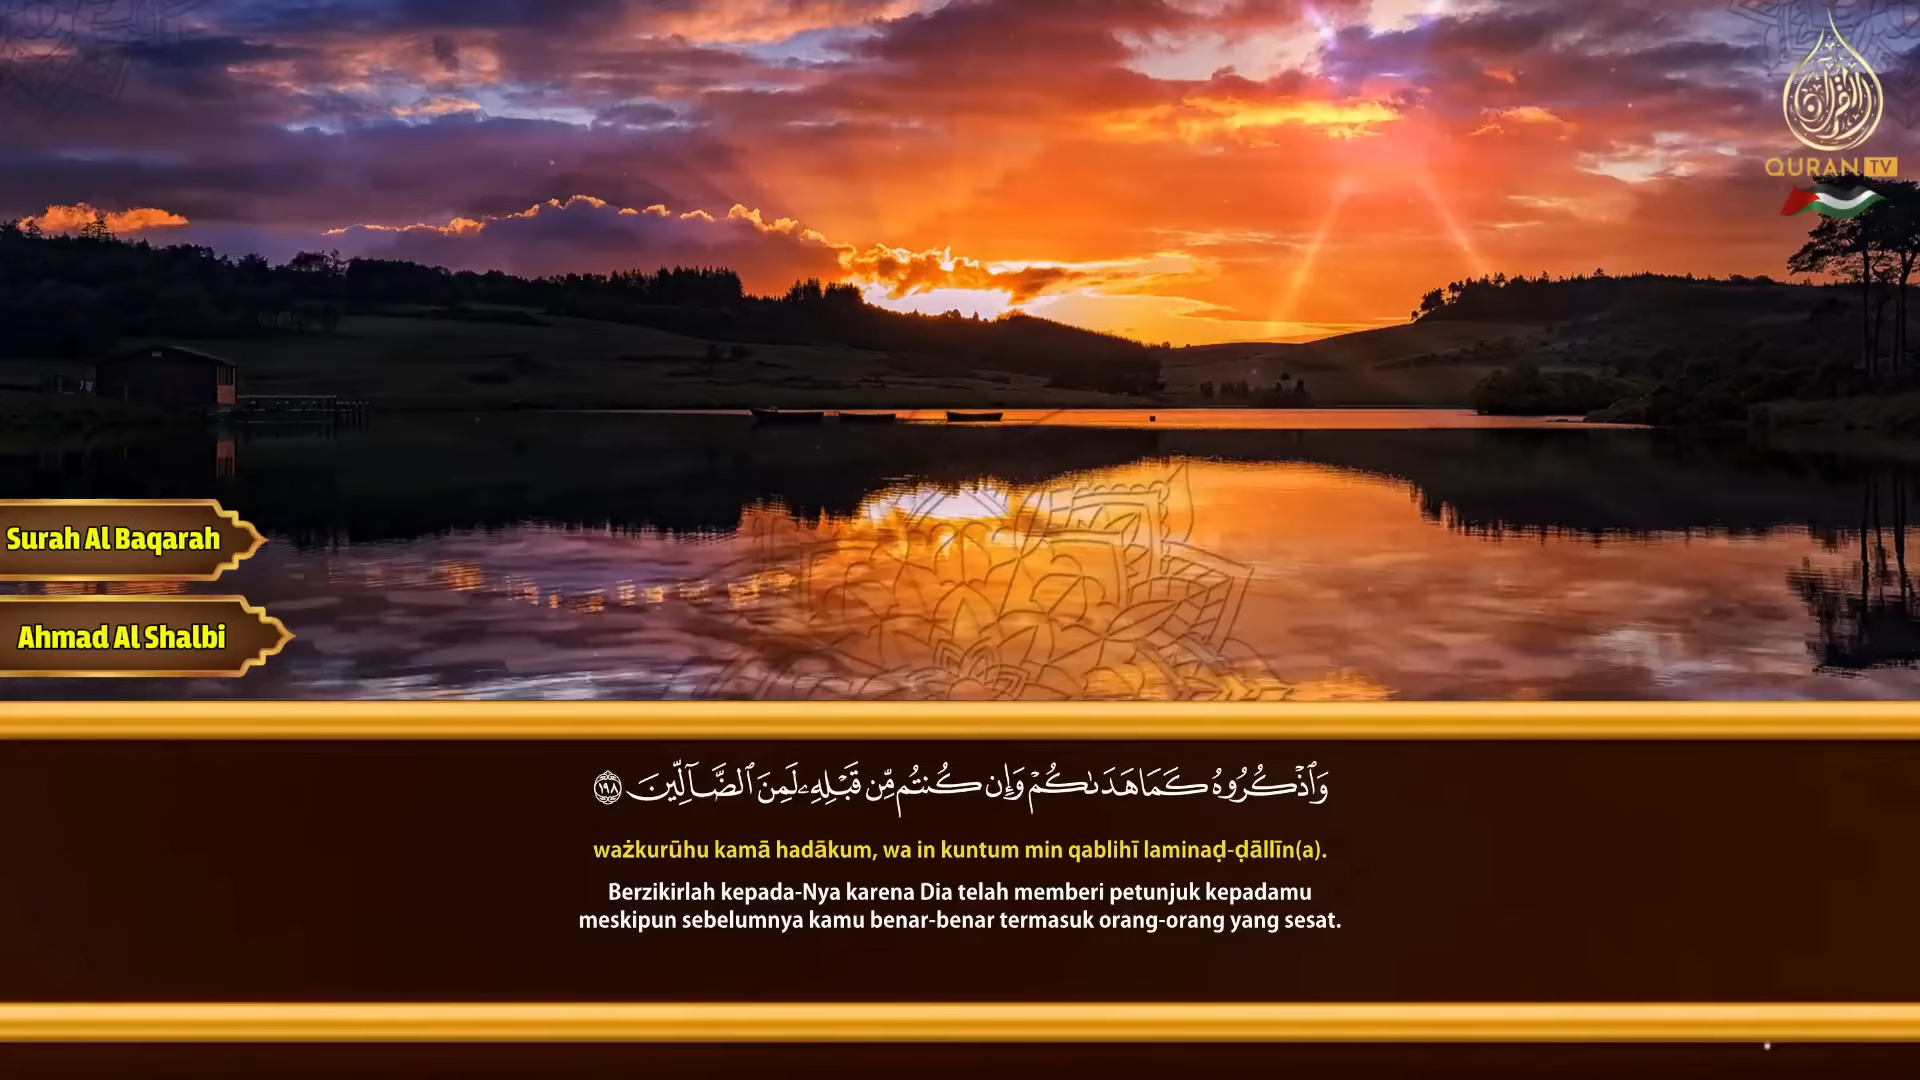 القرآن
QURAN TV
Surah Al Baqarah
Ahmad Al Shalbi
وَٱذْكُرُوهُ كَمَا هَدَىٰكُمْ وَإِن كُنتُم مِّن قَبْلِهِۦ لَمِنَ ٱلضَّآلِّينَ ١٩٨
ważkurūhu kamā hadākum, wa in kuntum min qablihī laminaḍ-ḍāllīn(a).
Berzikirlah kepada-Nya karena Dia telah memberi petunjuk kepadamu
meskipun sebelumnya kamu benar-benar termasuk orang-orang yang sesat.